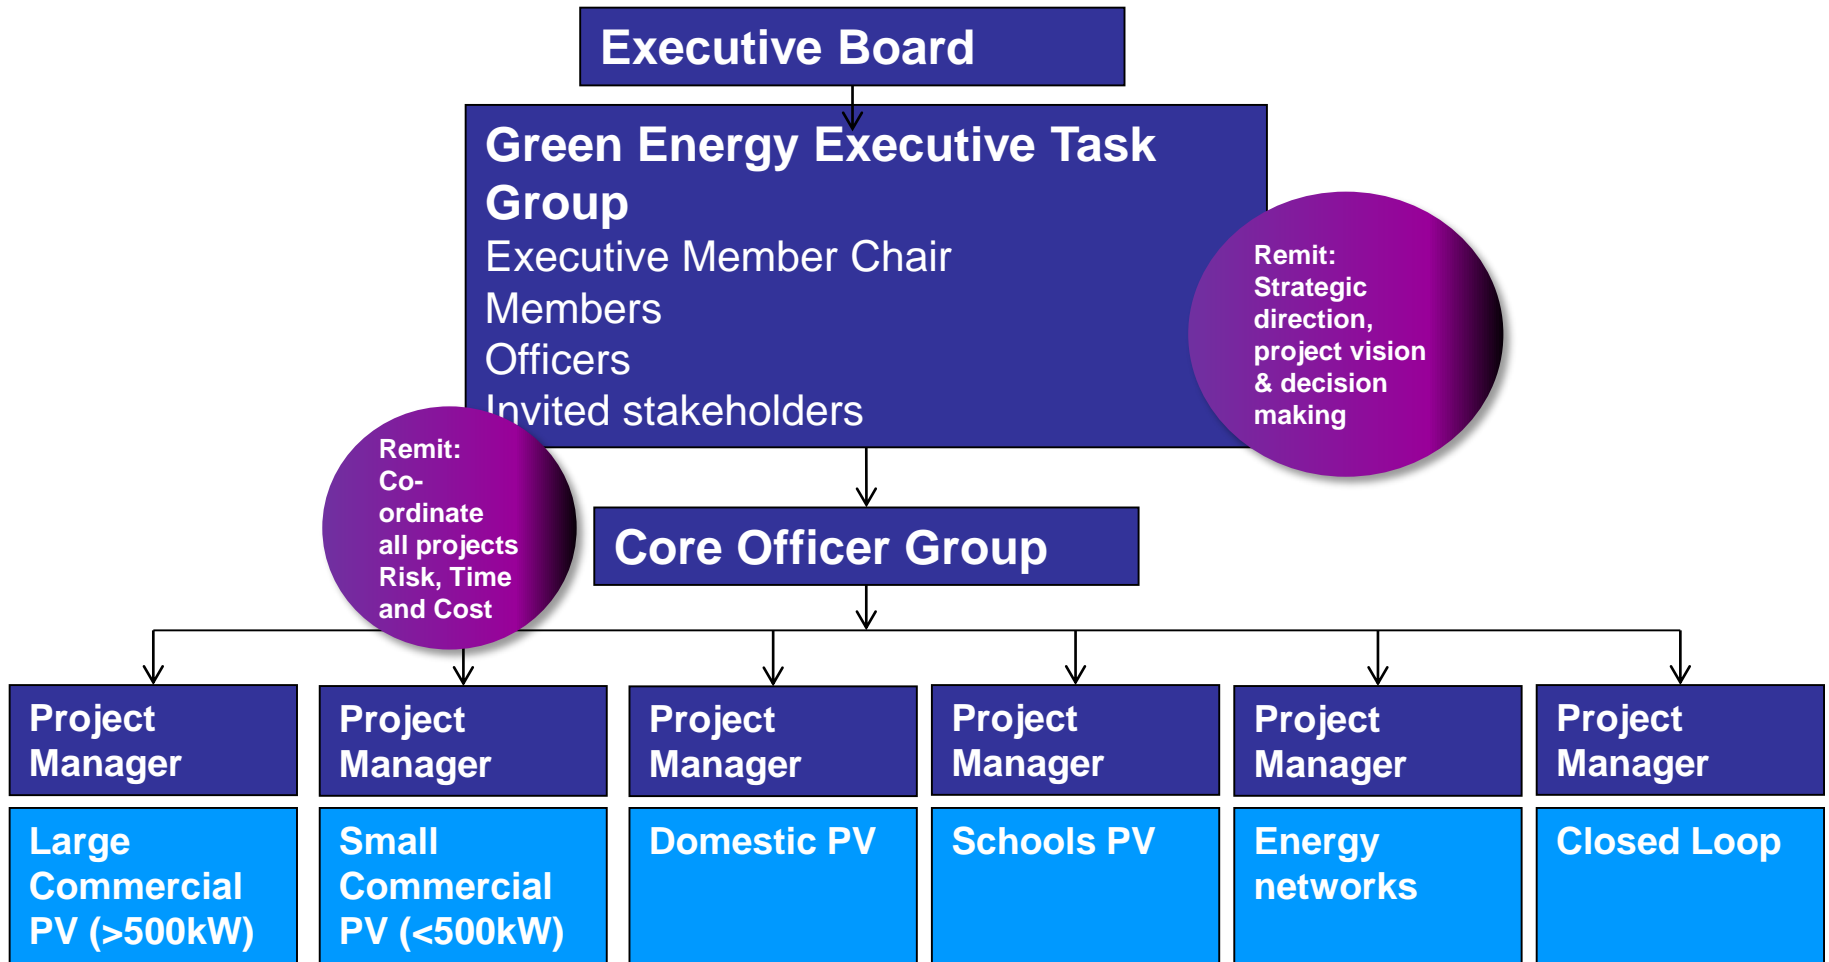 Executive Board
Green Energy Executive Task
Group
Executive Member Chair
Members
Officers
Invited stakeholders
Remit:
Strategic
direction,
project vision
& decision
making
Remit:
Co-
ordinate
all projects
Risk, Time
and Cost
Core Officer Group
Project
Manager
Large
Commercial
PV (>500kW)
Project
Manager
Small
Commercial
PV (<500kW)
Project
Manager
Domestic PV
Project
Manager
Schools PV
Project
Manager
Energy
networks
Project
Manager
Closed Loop